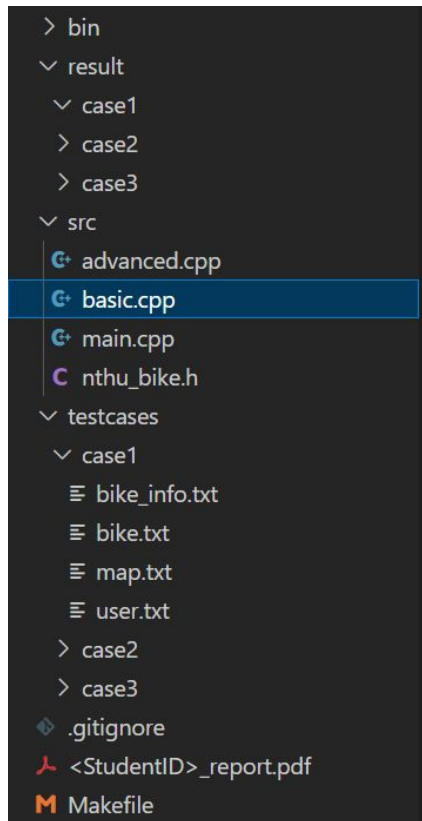 bin
result
case1
case2
case3
src
advanced.cpp
basic.cpp
main.cpp
C nthu_bike.h
testcases
case1
bike_info.txt
bike.txt
map.txt
user.txt
case2
case3
.gitignore
<StudentID>_report.pdf
M Makefile